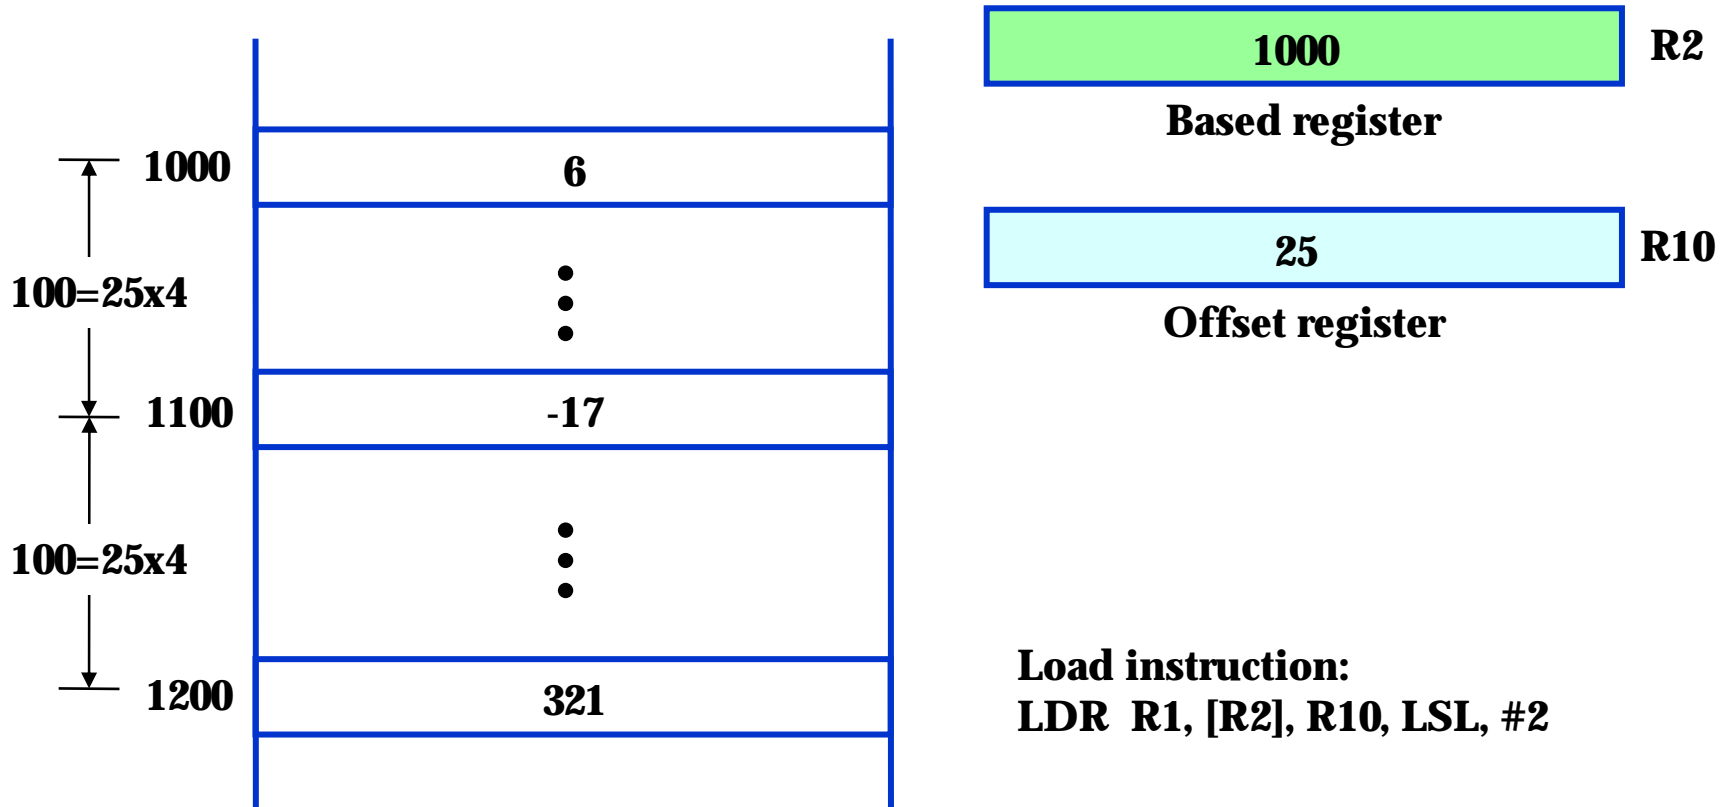 1000
R2
Based register
1000
6
25
R10
100=25x4
Offset register
1100
-17
100=25x4
Load instruction:
1200
321
LDR R1, [R2], R10, LSL, #2